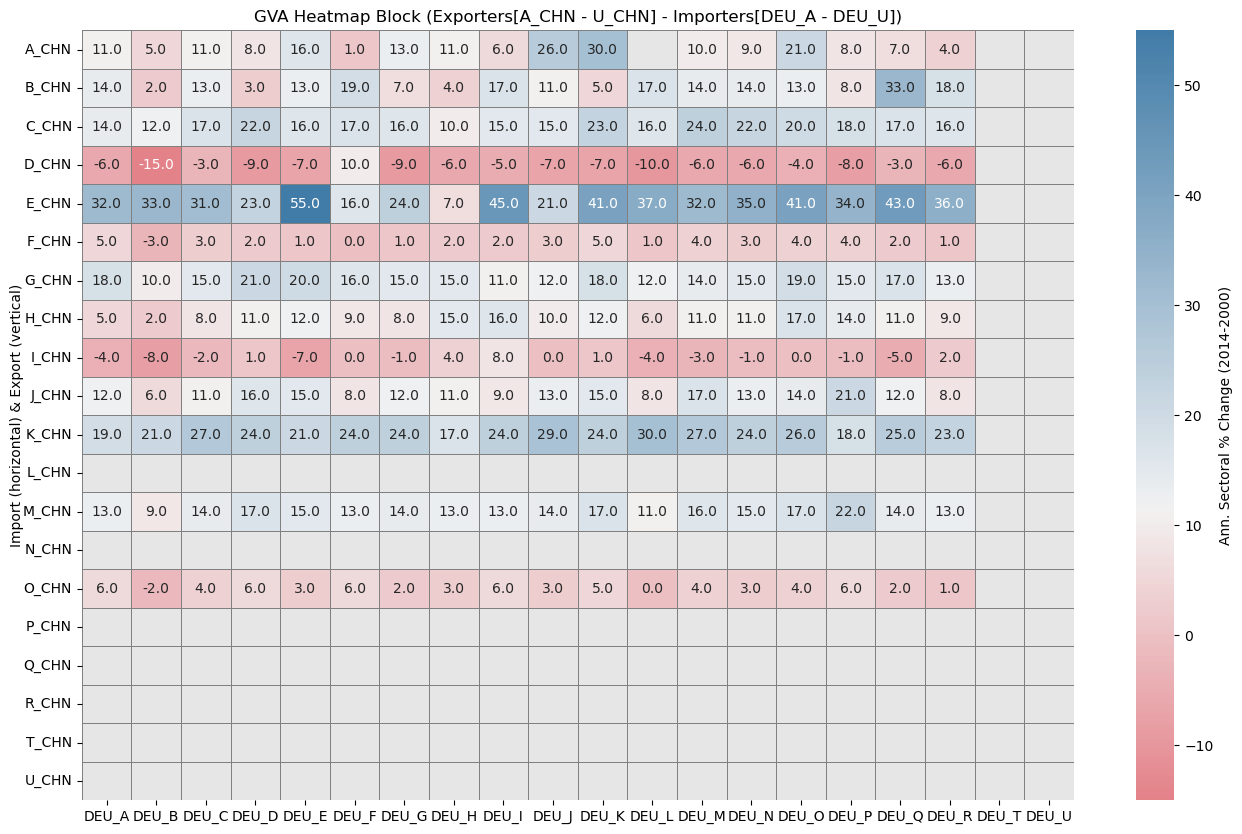 GVA Heatmap Block (Exporters[A_CHN - U_CHN] - Importers[DEU_A - DEU_U])
Import (horizontal) & Export (vertical)
A_CHN 11.0 5.0 11.0 8.0 16.0 1.0 13.0 11.0 6.0 26.0 30.0 10.0 9.0 21.0 8.0 7.0 4.0
B_CHN 14.0 2.0 13.0 3.0 13.0 19.0 7.0 4.0 17.0 11.0 5.0 17.0 14.0 14.0 13.0 8.0 33.0 18.0
C_CHN 14.0 12.0 17.0 22.0 16.0 17.0 16.0 10.0 15.0 15.0 23.0 16.0 24.0 22.0 20.0 18.0 17.0 16.0
D_CHN -6.0 -15.0 -3.0 -9.0 -7.0 10.0 -9.0 -6.0 -5.0 -7.0 -7.0 -10.0 -6.0 -6.0 -4.0 -8.0 -3.0 -6.0
E_CHN 32.0 33.0 31.0 23.0 55.0 16.0 24.0 7.0 45.0 21.0 41.0 37.0 32.0 35.0 41.0 34.0 43.0 36.0
F_CHN 5.0 -3.0 3.0 2.0 1.0 0.0 1.0 2.0 2.0 3.0 5.0 1.0 4.0 3.0 4.0 4.0 2.0 1.0
G_CHN 18.0 10.0 15.0 21.0 20.0 16.0 15.0 15.0 11.0 12.0 18.0 12.0 14.0 15.0 19.0 15.0 17.0 13.0
H_CHN 5.0 2.0 8.0 11.0 12.0 9.0 8.0 15.0 16.0 10.0 12.0 6.0 11.0 11.0 17.0 14.0 11.0 9.0
I_CHN -4.0 -8.0 -2.0 1.0 -7.0 0.0 -1.0 4.0 8.0 0.0 1.0 -4.0 -3.0 -1.0 0.0 -1.0 -5.0 2.0
J_CHN 12.0 6.0 11.0 16.0 15.0 8.0 12.0 11.0 9.0 13.0 15.0 8.0 17.0 13.0 14.0 21.0 12.0 8.0
K_CHN 19.0 21.0 27.0 24.0 21.0 24.0 24.0 17.0 24.0 29.0 24.0 30.0 27.0 24.0 26.0 18.0 25.0 23.0
L_CHN
M_CHN 13.0 9.0 14.0 17.0 15.0 13.0 14.0 13.0 13.0 14.0 17.0 11.0 16.0 15.0 17.0 22.0 14.0 13.0
N_CHN
O_CHN 6.0 -2.0 4.0 6.0 3.0 6.0 2.0 3.0 6.0 3.0 5.0 0.0 4.0 3.0 4.0 6.0 2.0 1.0
P_CHN
Q_CHN
R_CHN
T_CHN
U_CHN
DEU_A DEU_B DEU_C DEU_D DEU_E DEU_F DEU_G DEU_H DEU_I DEU_J DEU_K DEU_L DEU_M DEU_N DEU_O DEU_P DEU_Q DEU_R DEU_T DEU_U
50
40
30
20
10
0
−10
Ann. Sectoral % Change (2014-2000)